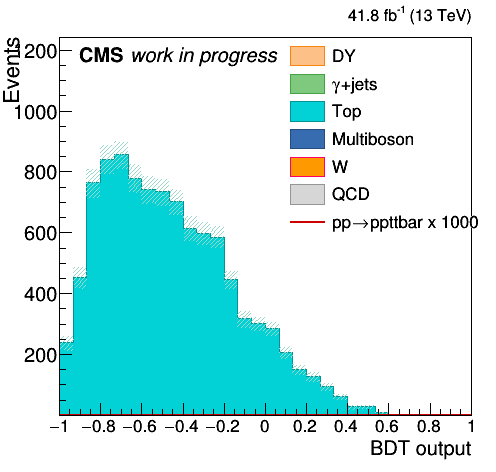 41.8 fb-1 (13 TeV)
Events
CMS work in progress
DY
γ+jets
Top
Multiboson
W
QCD
pp→ppttbar x 1000
1200
1000
800
600
400
200
−1 −0.8 −0.6 −0.4 −0.2 0 0.2 0.4 0.6 0.8 1
BDT output